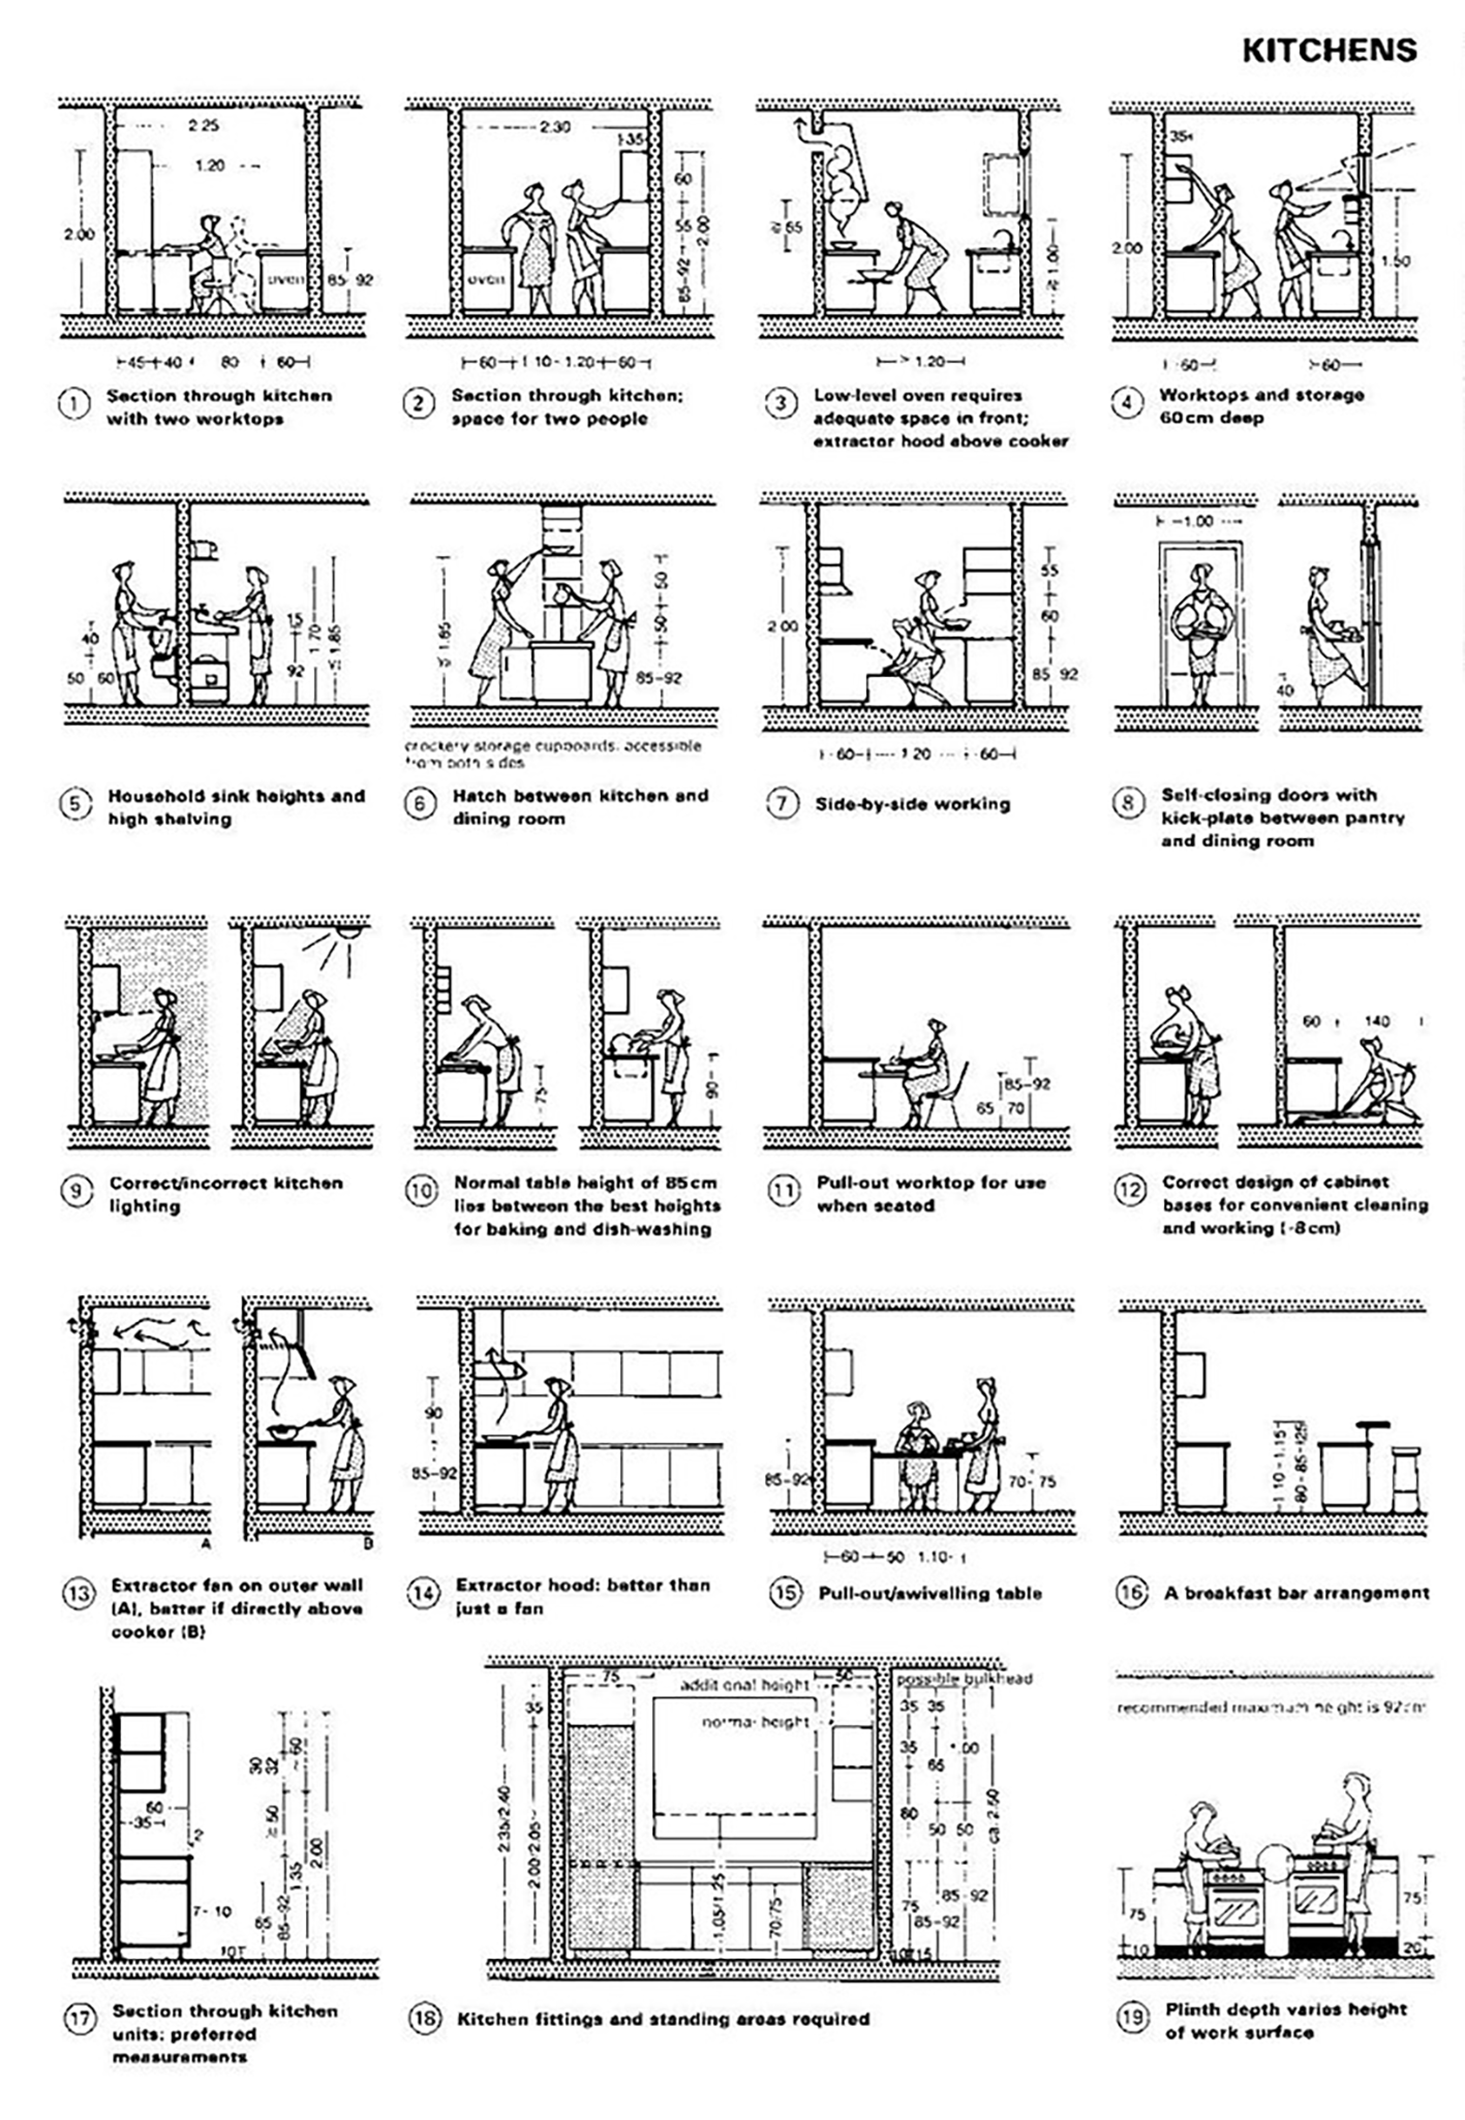 KITCHENS
2.25
1.20
2.00
oven
85 92
45 40 80 60
1 Section through kitchen
with two worktops
2.30
35
60
55
2.00
85-92
oven
60 1 10-1.20 60
2 Section through kitchen;
space for two people
≥ 65
≥ 1.00
> 1.20
3 Low-level oven requires
adequate space in front;
extractor hood above cooker
35
2.00
1.50
60 60
4 Worktops and storage
60cm deep
40
50 60
15
92
1 70
≤ 1.85
5 Household sink heights and
high shelving
≤ 1.85
50
50
85-92
crockery storage cupboards, accessible
from both sides
6 Hatch between kitchen and
dining room
2 00
55
60
85 92
60 1 20 60
7 Side-by-side working
1.00
40
8 Self-closing doors with
kick-plate between pantry
and dining room
9 Correct/incorrect kitchen
lighting
75
90
10 Normal table height of 85cm
lies between the best heights
for baking and dish-washing
85-92
65 70
11 Pull-out worktop for use
when seated
60 140
12 Correct design of cabinet
bases for convenient cleaning
and working (-8cm)
A B
13 Extractor fan on outer wall
(A), better if directly above
cooker (B)
90
85-92
14 Extractor hood: better than
just a fan
85-92
70-75
60 50 1.10
15 Pull-out/swivelling table
1 10-1.15
80-85-
16 A breakfast bar arrangement
30
32
~60
60
35
≥ 50
2.00
1.35
7-10
65
85-92
10
17 Section through kitchen
units: preferred
measurements
75 50
possible bulkhead
additional height
normal height
35
35 35
35
65
80
50 50
2.35/2.40
2.00/2.05
ca. 2.50
1.05/1.25
70/75
75
85-92
85-92
10/15
18 Kitchen fittings and standing areas required
recommended maximum height is 92cm
75
10
75
20
19 Plinth depth varies height
of work surface